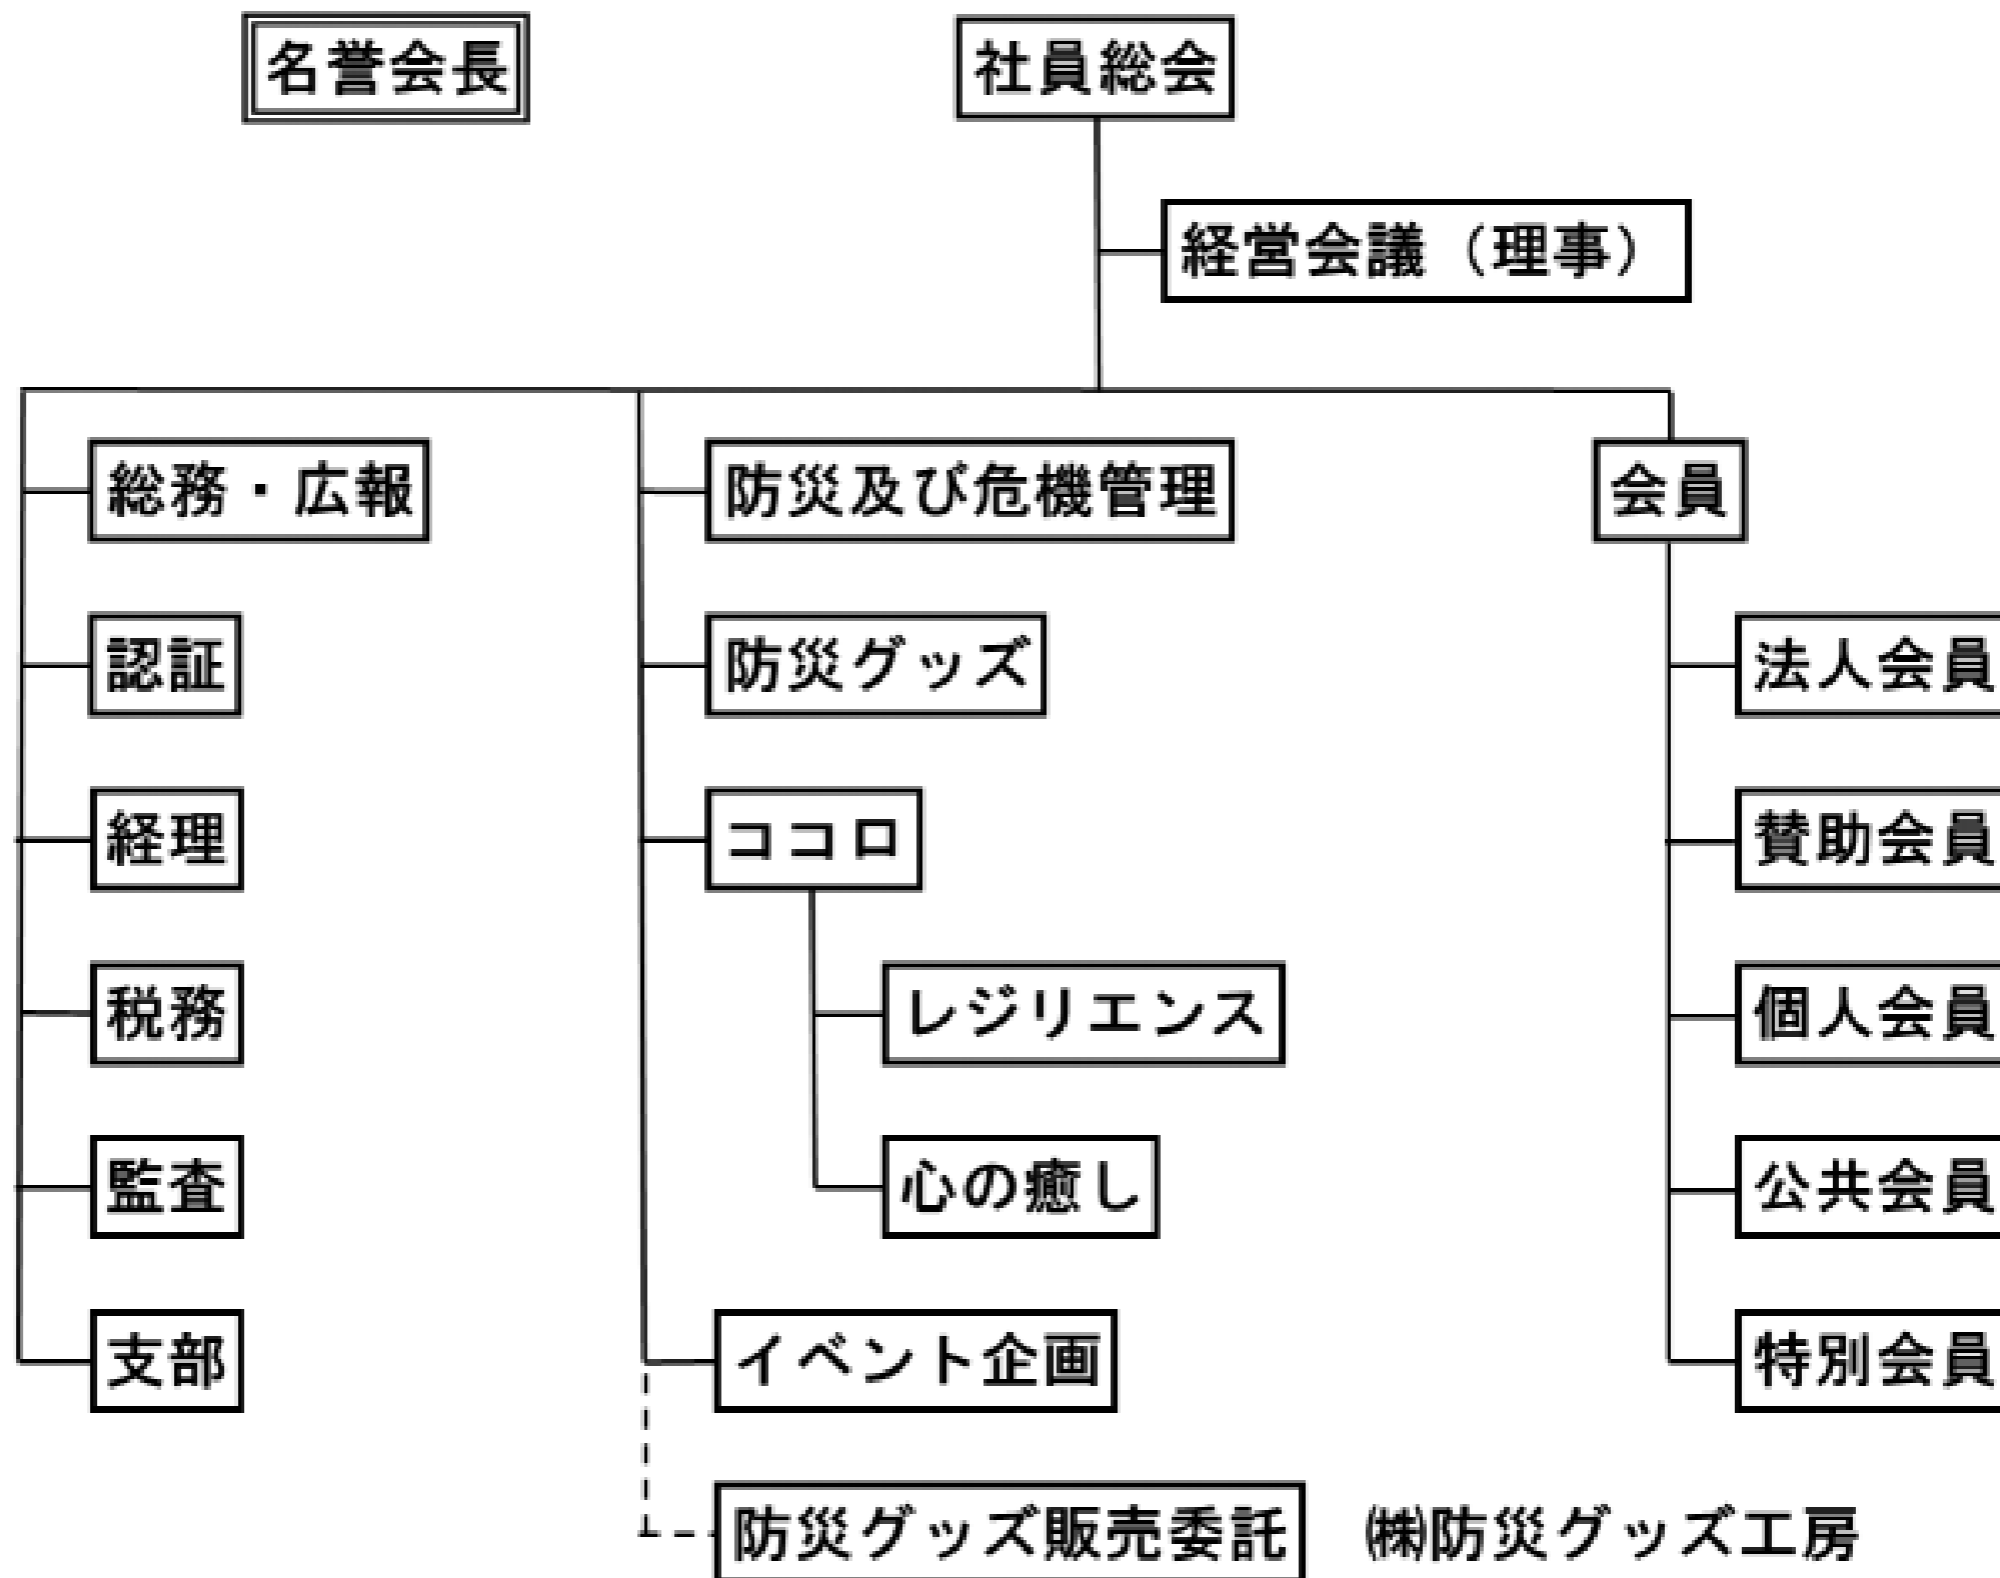 名誉会長
社員総会
経営会議（理事）
総務・広報
防災及び危機管理
会員
認証
防災グッズ
法人会員
経理
ココロ
賛助会員
税務
レジリエンス
個人会員
監査
心の癒し
公共会員
支部
イベント企画
特別会員
防災グッズ販売委託
㈱防災グッズ工房